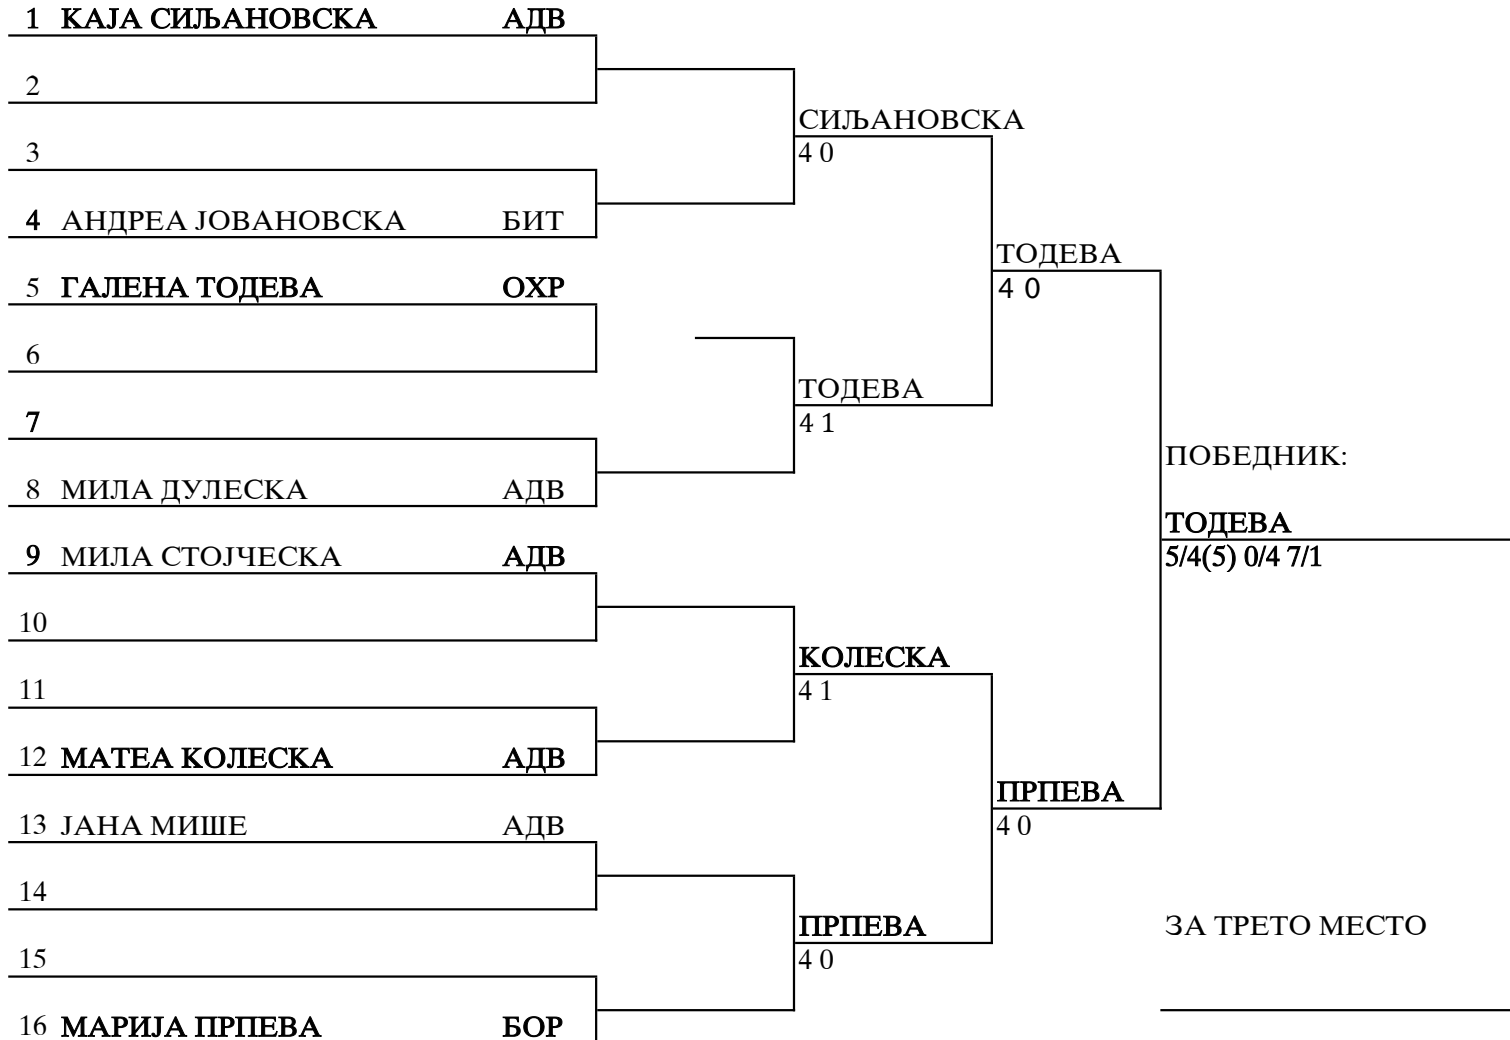 1 КАЈА СИЉАНОВСКА АДВ
2
СИЉАНОВСКА
3
4 0
4 АНДРЕА ЈОВАНОВСКА БИТ
ТОДЕВА
5 ГАЛЕНА ТОДЕВА ОХР
4 0
6
ТОДЕВА
7
4 1
ПОБЕДНИК:
8 МИЛА ДУЛЕСКА АДВ
ТОДЕВА
9 МИЛА СТОЈЧЕСКА АДВ
5/4(5) 0/4 7/1
10
КОЛЕСКА
11
4 1
12 МАТЕА КОЛЕСКА АДВ
ПРПЕВА
13 ЈАНА МИШЕ АДВ
4 0
14
ПРПЕВА
ЗА ТРЕТО МЕСТО
15
4 0
16 МАРИЈА ПРПЕВА БОР